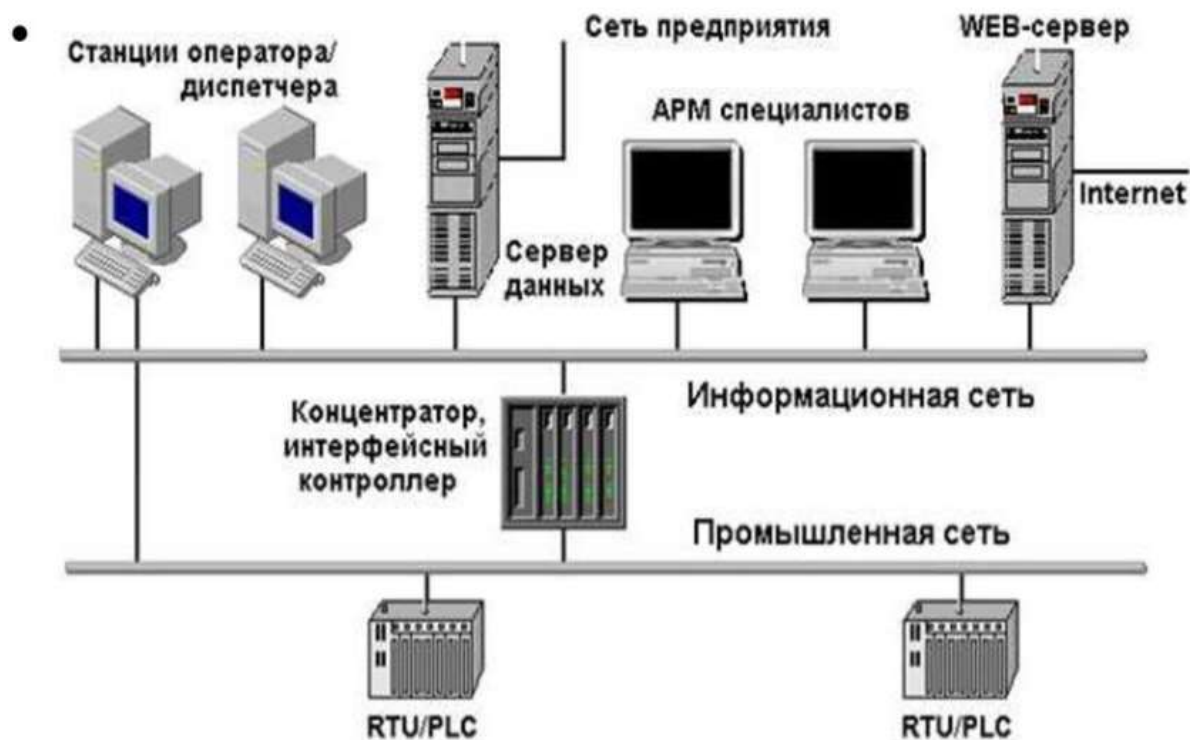 Станции оператора/
диспетчера
Сеть предприятия
WEB-сервер
АРМ специалистов
Internet
Сервер
данных
Информационная сеть
Концентратор,
интерфейсный
контроллер
Промышленная сеть
RTU/PLC
RTU/PLC